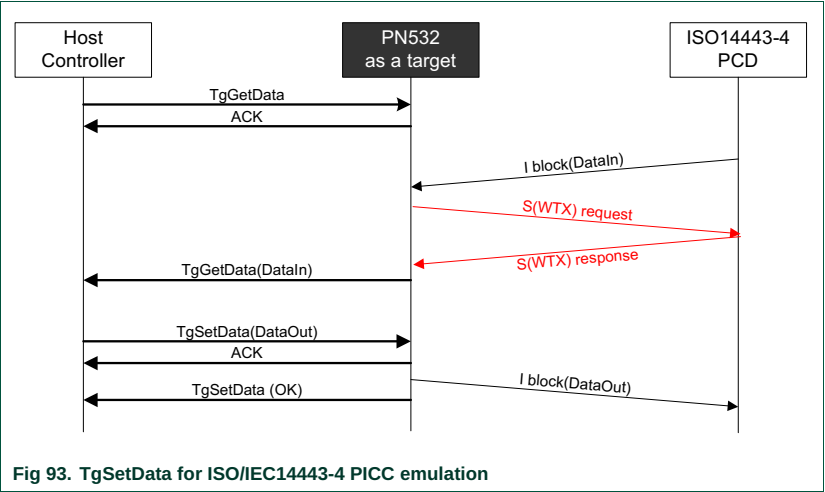 Host
Controller
PN532
as a target
ISO14443-4
PCD
TgGetData
ACK
I block(DataIn)
S(WTX) request
S(WTX) response
TgGetData(DataIn)
TgSetData(DataOut)
ACK
I block(DataOut)
TgSetData (OK)
Fig 93. TgSetData for ISO/IEC14443-4 PICC emulation